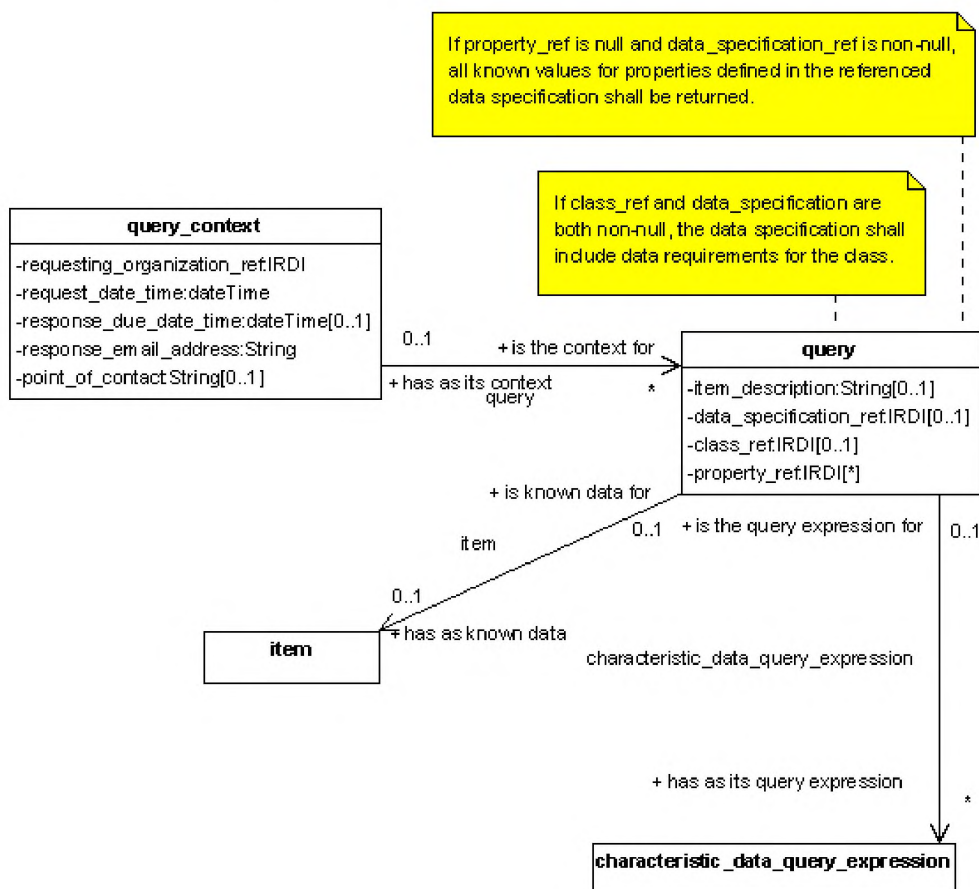 If property_ref is null and data_specification_ref is non-null,
all known values for properties defined in the referenced
data specification shall be returned.
If class_ref and data_specification are
both non-null, the data specification shall
include data requirements for the class.
query_context
-requesting_organization_ref:IRDI
-request_date_time:dateTime
-response_due_date_time:dateTime[0..1]
-response_email_address:String
-point_of_contact:String[0..1]
0..1
+ is the context for
+ has as its context
query
*
query
-item_description:String[0..1]
-data_specification_ref:IRDI[0..1]
-class_ref:IRDI[0..1]
-property_ref:IRDI[*]
+ is known data for
0..1
+ is the query expression for
0..1
item
0..1
+ has as known data
item
characteristic_data_query_expression
+ has as its query expression
*
characteristic_data_query_expression